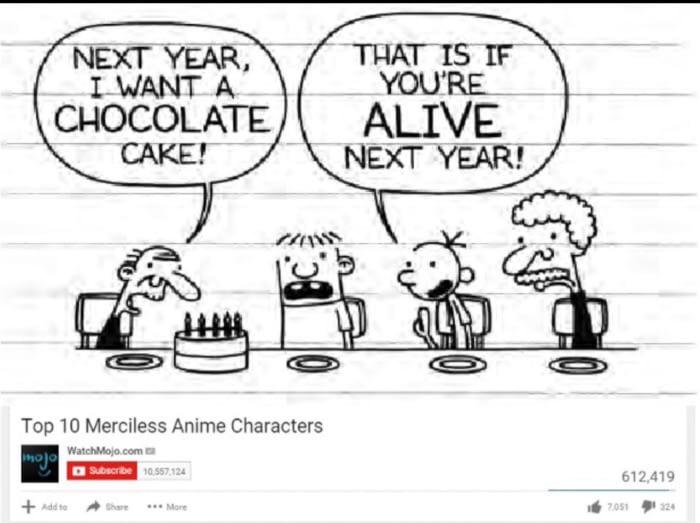 NEXT YEAR,
I WANT A
CHOCOLATE
CAKE!
THAT IS IF
YOU'RE
ALIVE
NEXT YEAR!
Top 10 Merciless Anime Characters
mojo
WatchMojo.com
Subscribe 10,557,124
612,419
Add to Share More
7,051 324